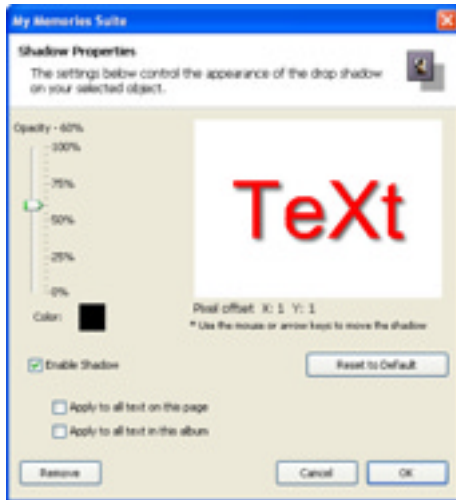 My Memories Suite
Shadow Properties
The settings below control the appearance of the drop shadow
on your selected object.
Opacity - 60%
100%
75%
50%
25%
0%
TeXt
Color:
Pixel offset X: 1 Y: 1
* Use the mouse or arrow keys to move the shadow
Enable Shadow
Reset to Default
Apply to all text on this page
Apply to all text in this album
Remove
Cancel
OK